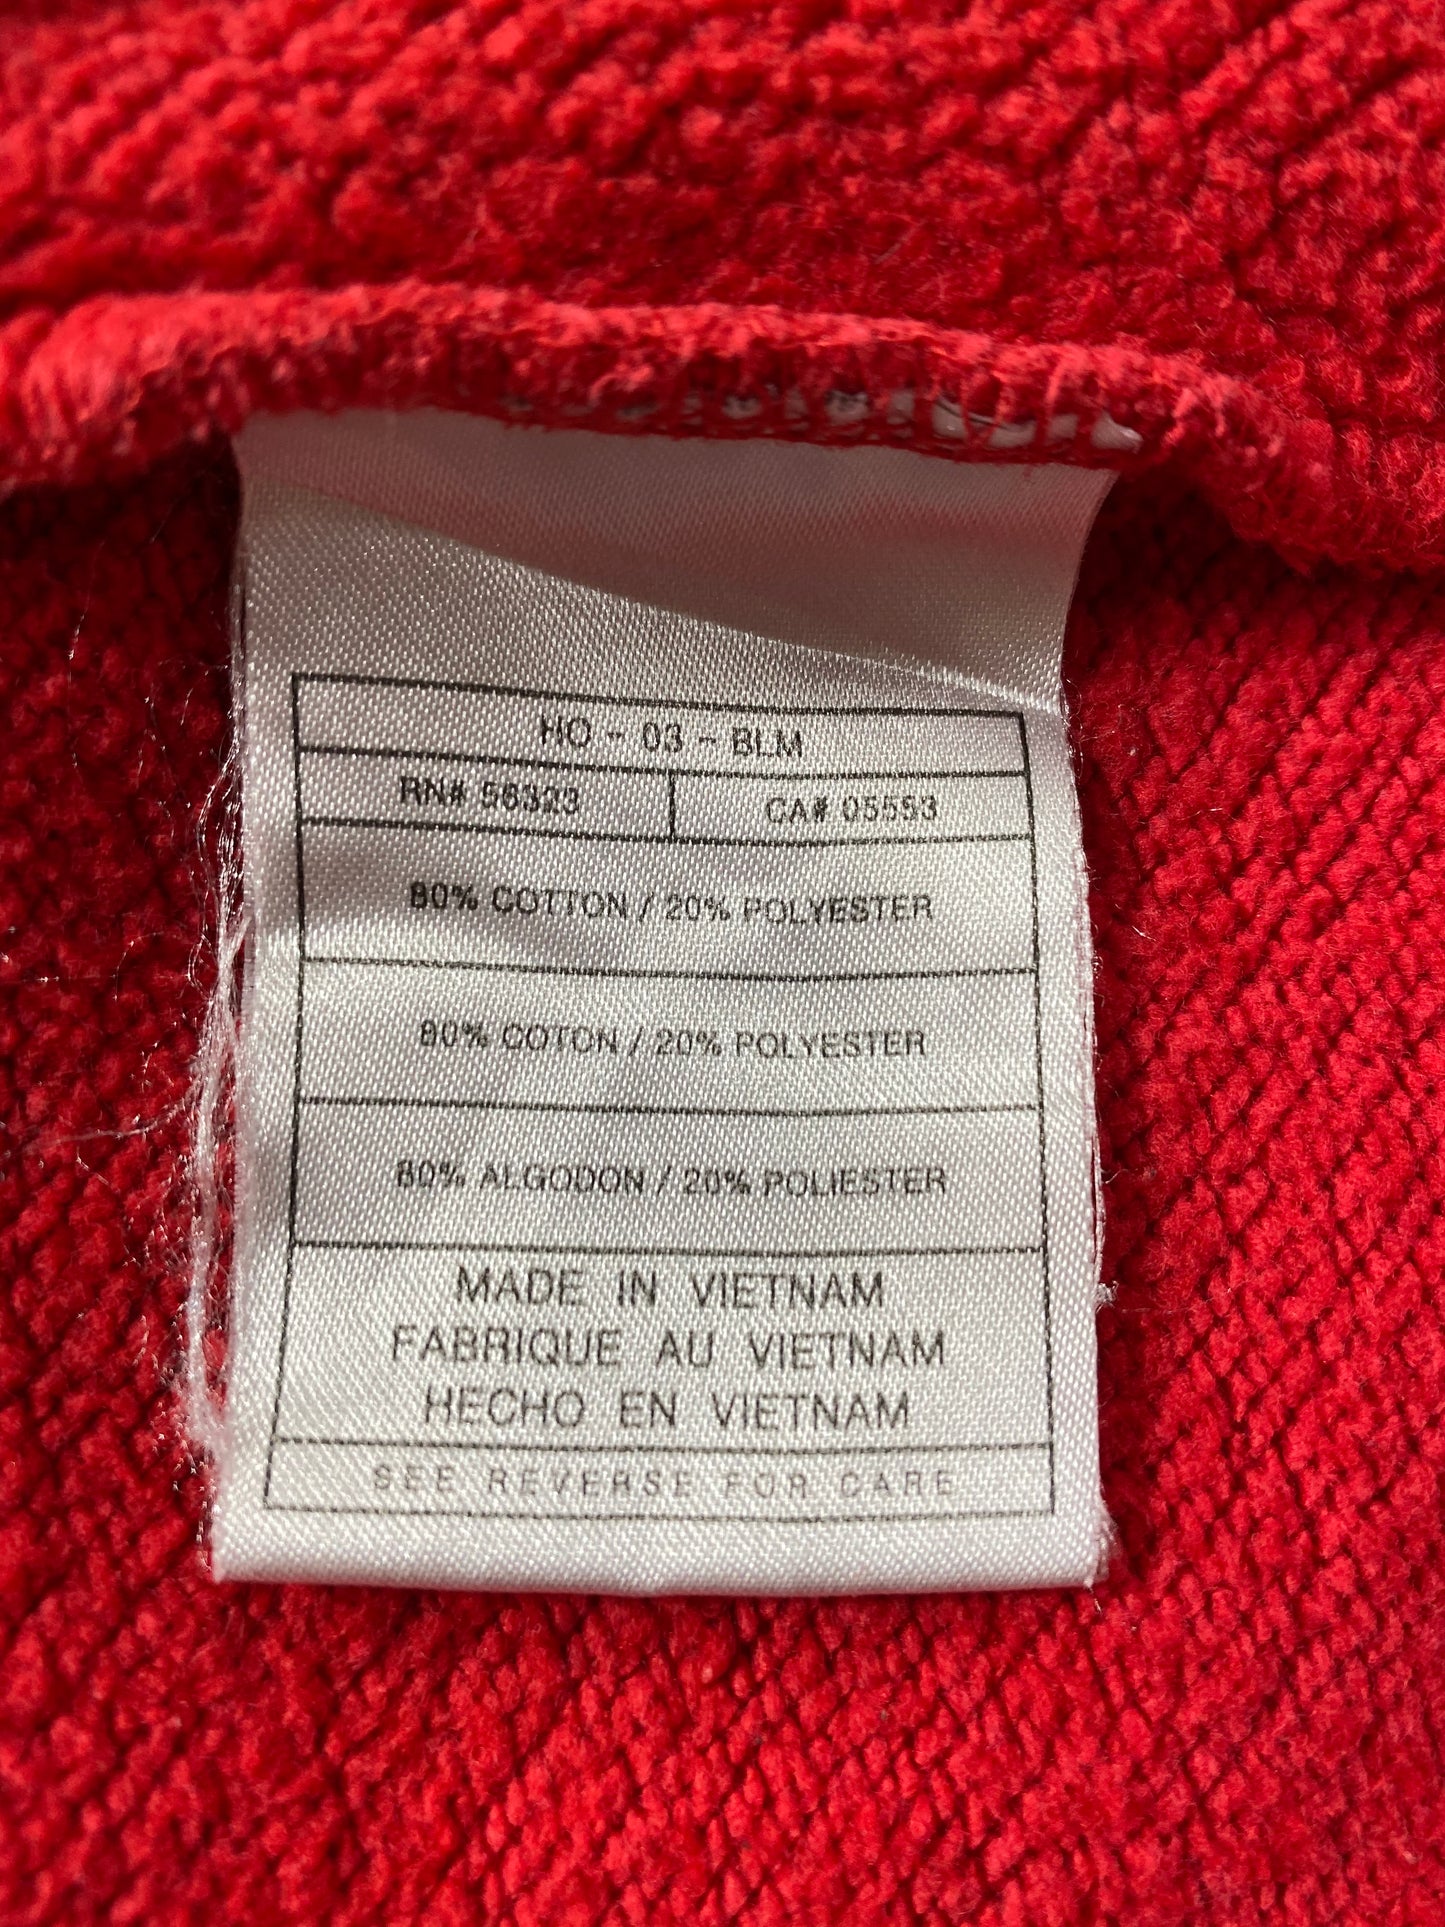 HO - 03 - BLM
RN# 56323 CA# 05553
80% COTTON / 20% POLYESTER
80% COTON / 20% POLYESTER
80% ALGODON / 20% POLIESTER
MADE IN VIETNAM
FABRIQUE AU VIETNAM
HECHO EN VIETNAM
SEE REVERSE FOR CARE